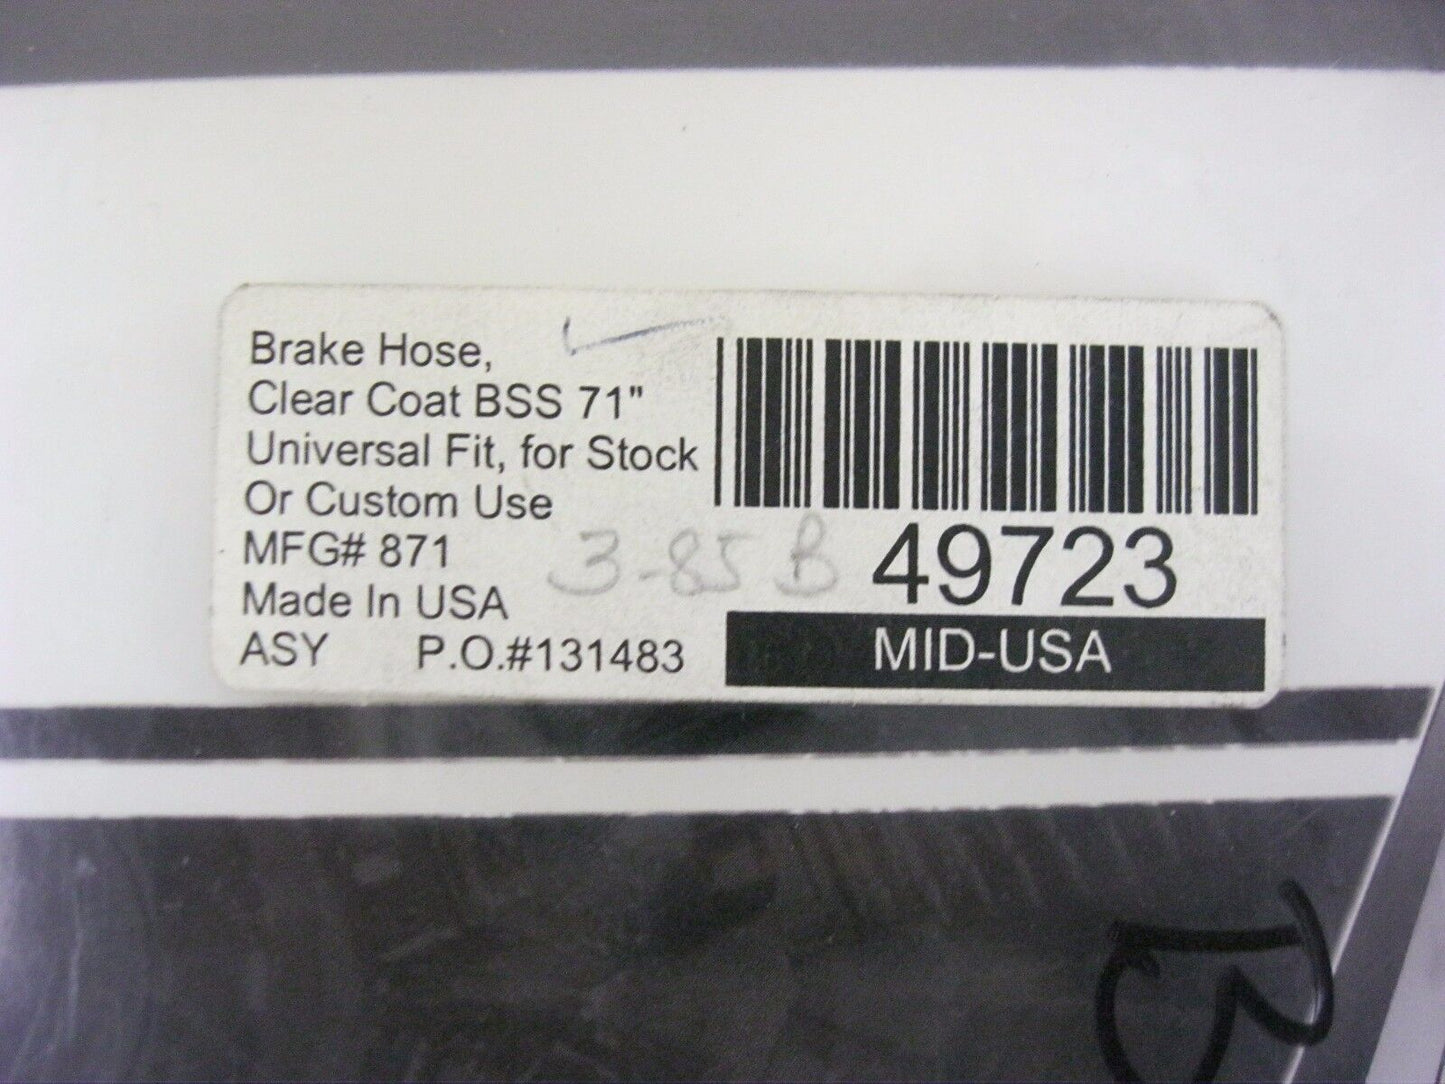 Brake Hose,
Clear Coat BSS 71"
Universal Fit, for Stock
Or Custom Use
MFG# 871
Made In USA
ASY P.O.#131483
3-85 B
49723
MID-USA
B